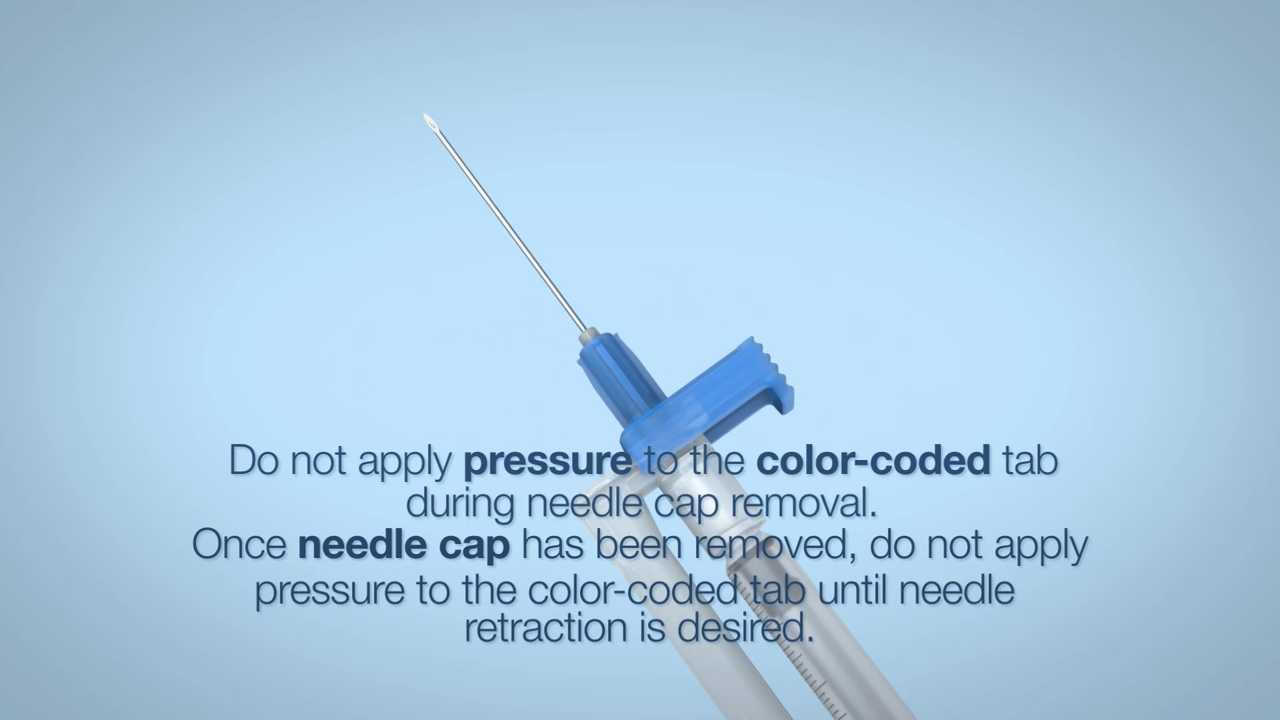 Do not apply pressure to the color-coded tab
during needle cap removal.
Once needle cap has been removed, do not apply
pressure to the color-coded tab until needle
retraction is desired.